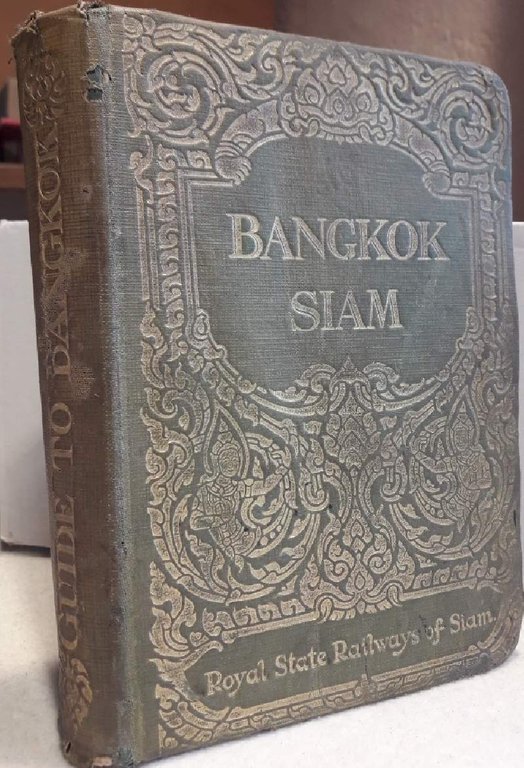 GUIDE TO BANGKOK
BANGKOK
SIAM
Royal State Railways of Siam.